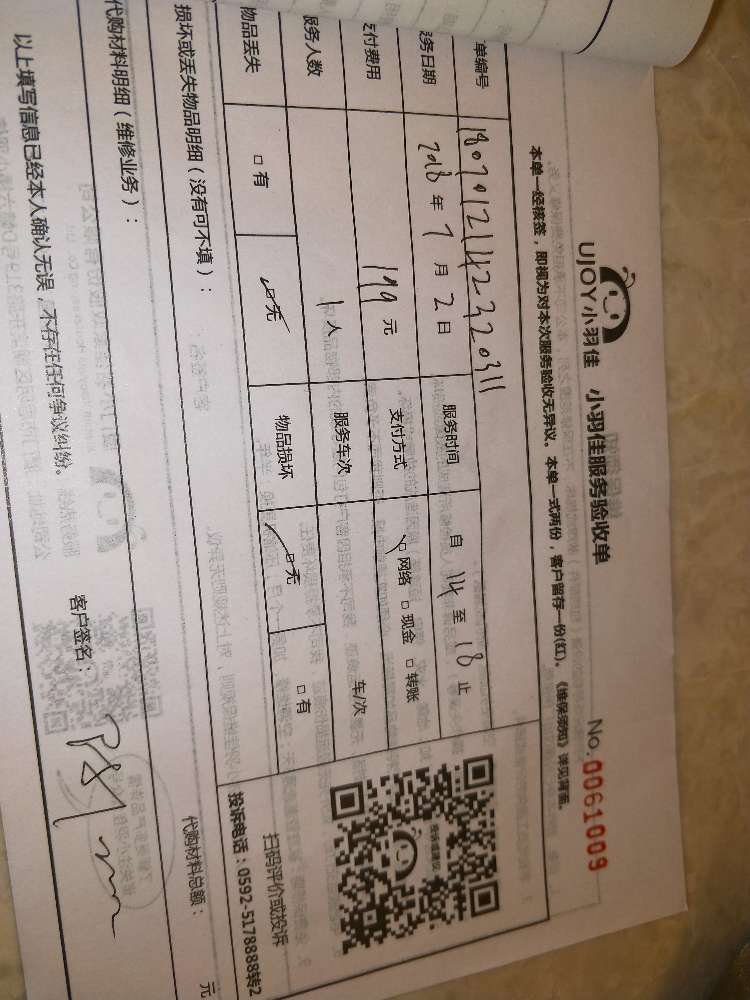 UJOY小羽佳 小羽佳服务验收单
No. 0061009
本单一经核签，即视为对本次服务验收无异议，本单一式两份，客户留存一份(红)。《维保须知》详见背面。
单编号 1807012142320311
务日期 2018 年 7 月 2 日 服务时间 自 14 至 18 止
付费用 199 元 支付方式 网络 □ 现金 □ 转账
服务人数 1 人 服务车次 车/次
物品丢失 □ 有 ☑ 无 物品损坏 ☑ 无 □ 有
扫码评价或投诉
投诉电话：0592-5178888转2
损坏或丢失物品明细（没有可不填）：
代购材料明细（维修业务）：
代购材料总额： 元
以上填写信息已经本人确认无误，不存在任何争议纠纷。 客户签名：